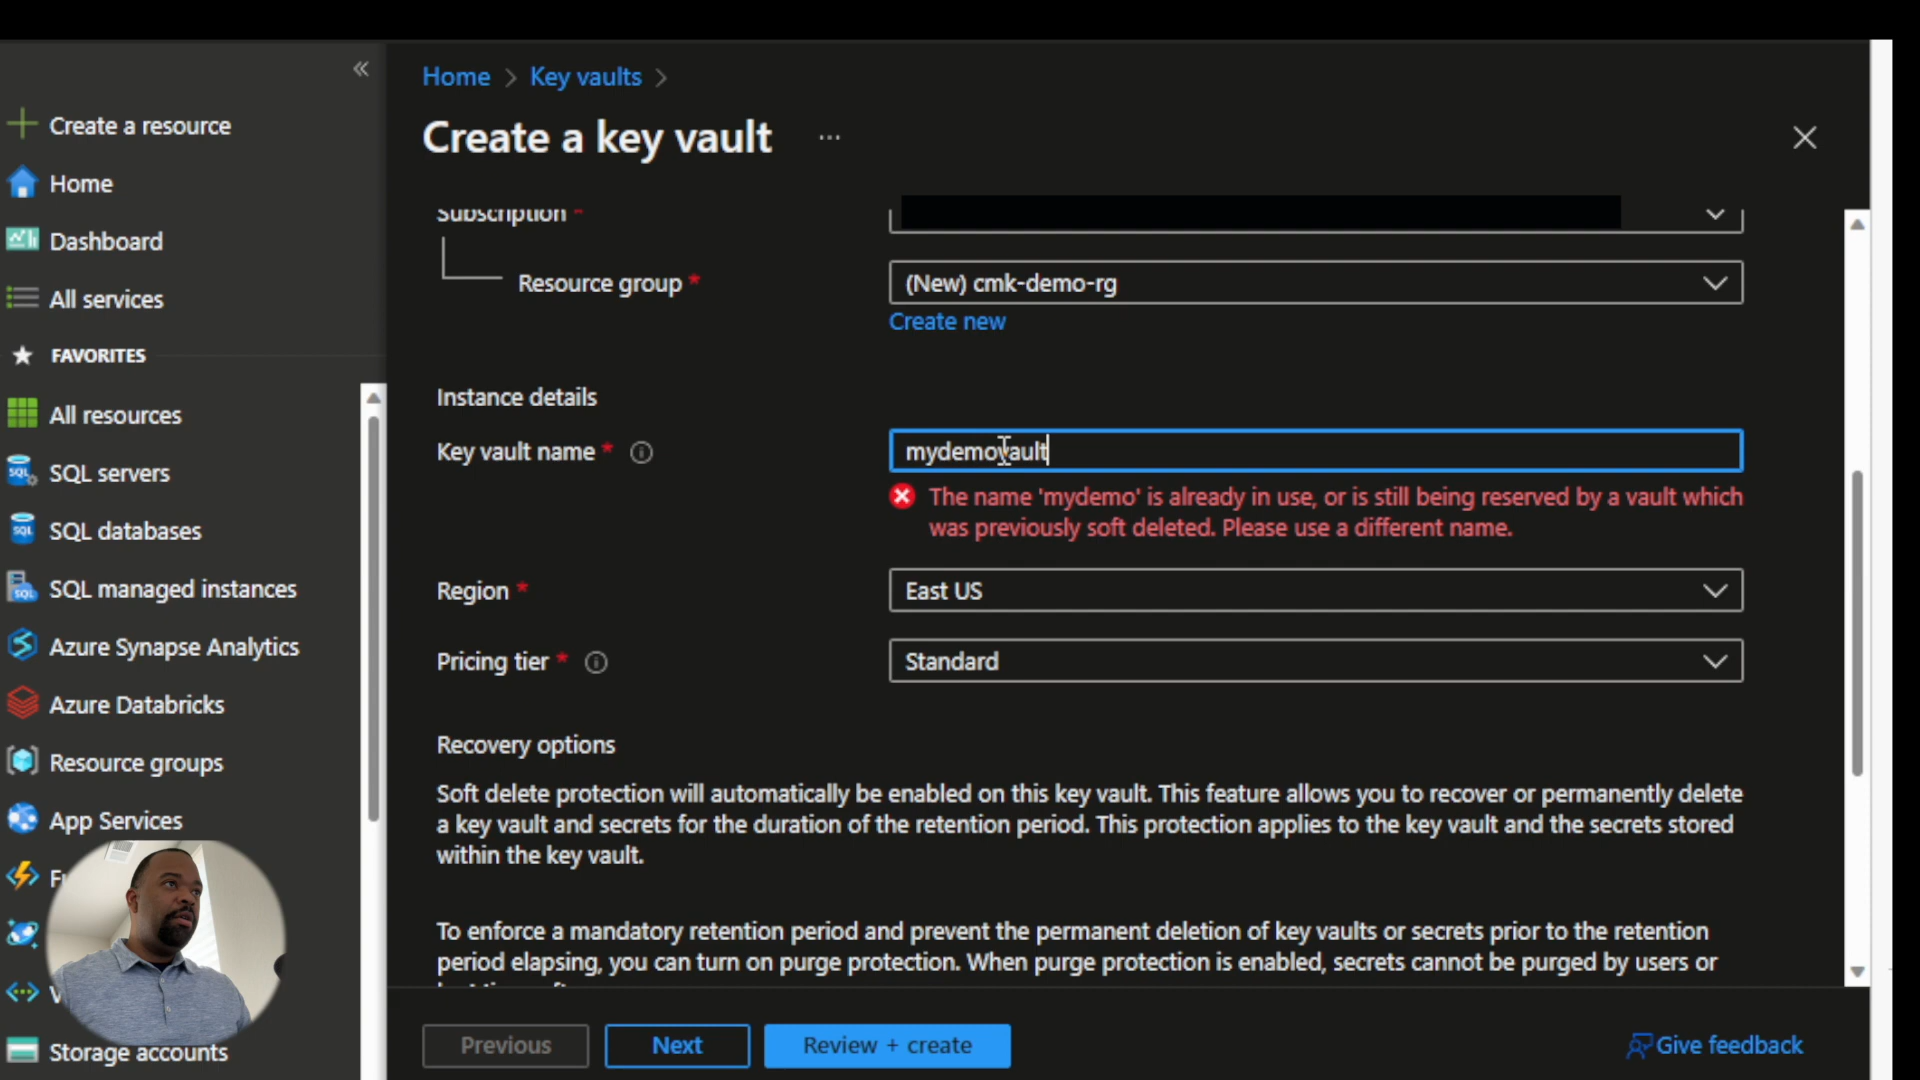 Home > Key vaults >
Create a key vault ...
Create a resource
Home
Dashboard
All services
FAVORITES
All resources
SQL servers
SQL databases
SQL managed instances
Azure Synapse Analytics
Azure Databricks
Resource groups
App Services
Storage accounts
Subscription *
Resource group *
(New) cmk-demo-rg
Create new
Instance details
Key vault name *
mydemovault
The name 'mydemo' is already in use, or is still being reserved by a vault which
was previously soft deleted. Please use a different name.
Region *
East US
Pricing tier *
Standard
Recovery options
Soft delete protection will automatically be enabled on this key vault. This feature allows you to recover or permanently delete
a key vault and secrets for the duration of the retention period. This protection applies to the key vault and the secrets stored
within the key vault.
To enforce a mandatory retention period and prevent the permanent deletion of key vaults or secrets prior to the retention
period elapsing, you can turn on purge protection. When purge protection is enabled, secrets cannot be purged by users or
Previous
Next
Review + create
Give feedback